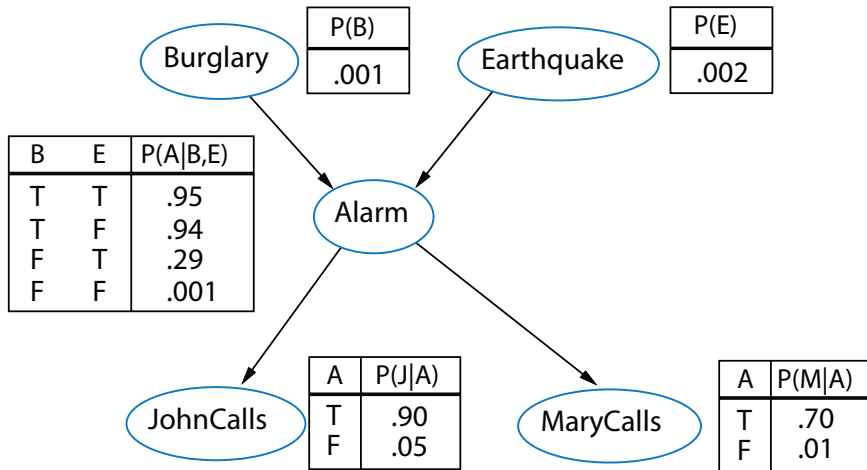 Burglary
P(B)
.001
Earthquake
P(E)
.002
B E P(A|B,E)
T T .95
T F .94
F T .29
F F .001
Alarm
JohnCalls
A P(J|A)
T .90
F .05
MaryCalls
A P(M|A)
T .70
F .01